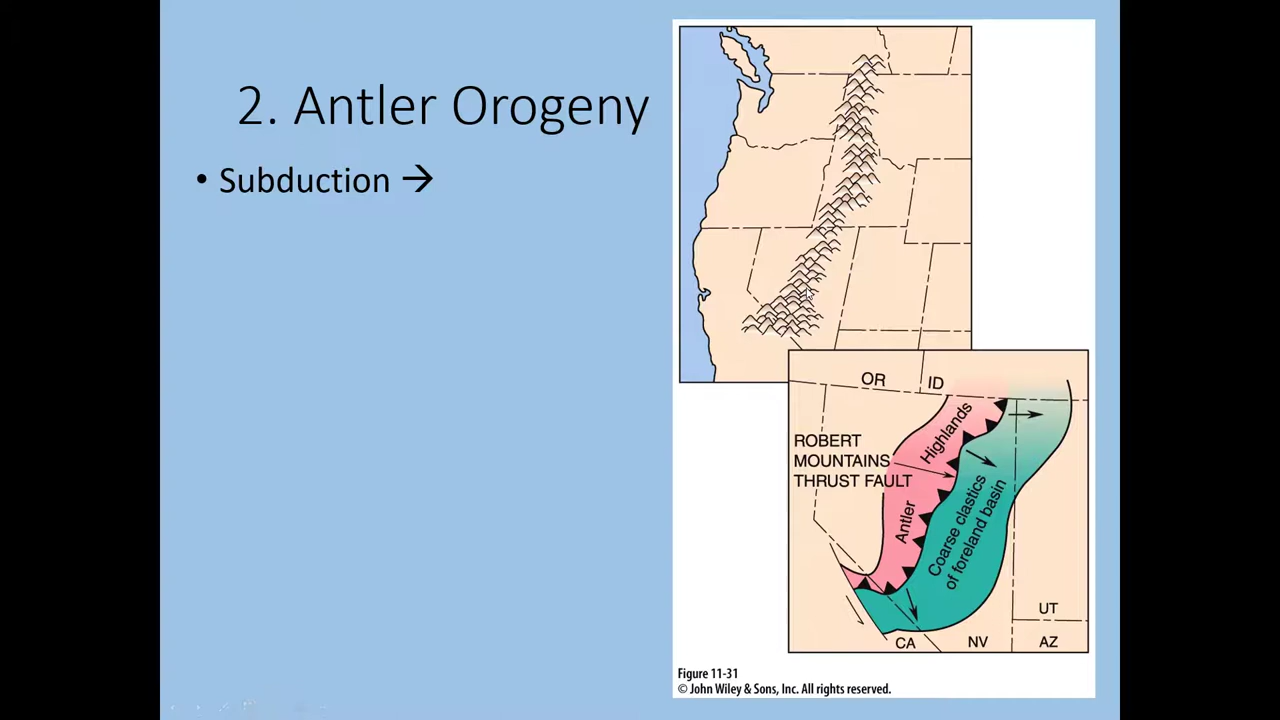 2. Antler Orogeny
• Subduction →
OR
ID
ROBERT
MOUNTAINS
THRUST FAULT
Highlands
Antler
Coarse clastics
of foreland basin
UT
CA
NV
AZ
Figure 11-31
© John Wiley & Sons, Inc. All rights reserved.